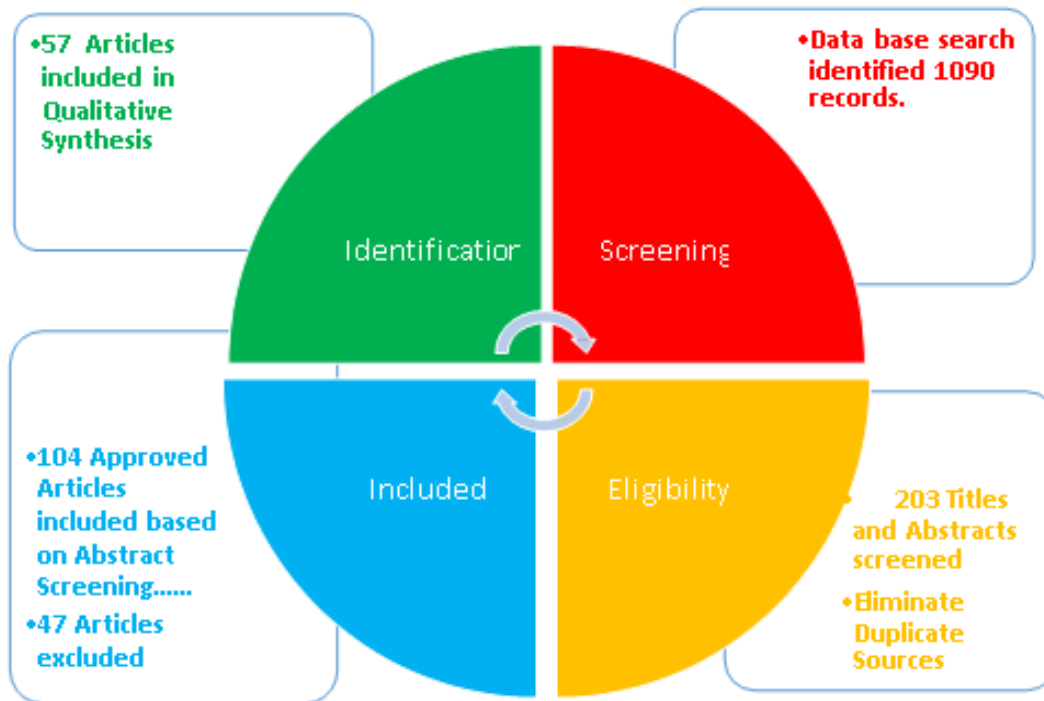 •57 Articles
included in
Qualitative
Synthesis
•Data base search
identified 1090
records.
Identification
Screening
•104 Approved
Articles
included based
on Abstract
Screening......
•47 Articles
excluded
Included
Eligibility
• 203 Titles
and Abstracts
screened
•Eliminate
Duplicate
Sources